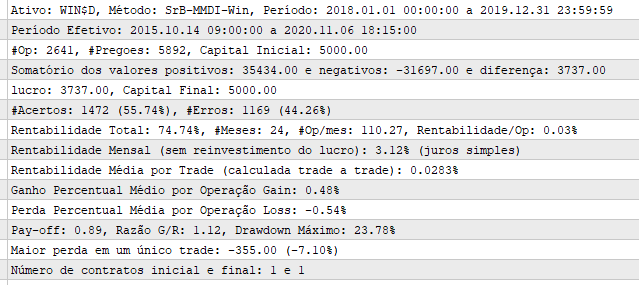 Ativo: WIN$D, Método: SrB-MMDI-Win, Período: 2018.01.01 00:00:00 a 2019.12.31 23:59:59
Período Efetivo: 2015.10.14 09:00:00 a 2020.11.06 18:15:00
#Op: 2641, #Pregoes: 5892, Capital Inicial: 5000.00
Somatório dos valores positivos: 35434.00 e negativos: -31697.00 e diferença: 3737.00
lucro: 3737.00, Capital Final: 5000.00
#Acertos: 1472 (55.74%), #Erros: 1169 (44.26%)
Rentabilidade Total: 74.74%, #Meses: 24, #Op/mes: 110.27, Rentabilidade/Op: 0.03%
Rentabilidade Mensal (sem reinvestimento do lucro): 3.12% (juros simples)
Rentabilidade Média por Trade (calculada trade a trade): 0.0283%
Ganho Percentual Médio por Operação Gain: 0.48%
Perda Percentual Média por Operação Loss: -0.54%
Pay-off: 0.89, Razão G/R: 1.12, Drawdown Máximo: 23.78%
Maior perda em um único trade: -355.00 (-7.10%)
Número de contratos inicial e final: 1 e 1